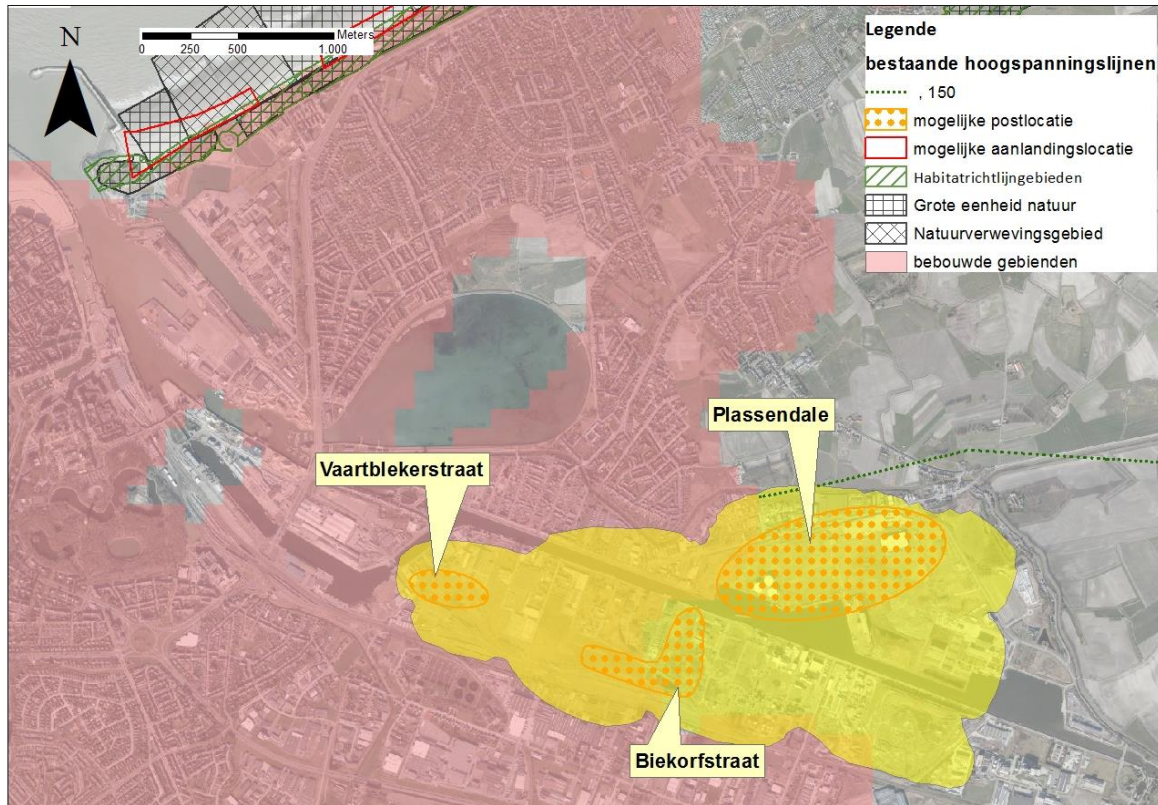 N
Meters
0 250 500 1.000
Legende
bestaande hoogspanningslijnen
, 150
mogelijke postlocatie
mogelijke aanlandingslocatie
Habitatrichtlijngebieden
Grote eenheid natuur
Natuurverwevingsgebied
bebouwde gebienden
Plassendale
Vaartblekerstraat
Biekorfstraat